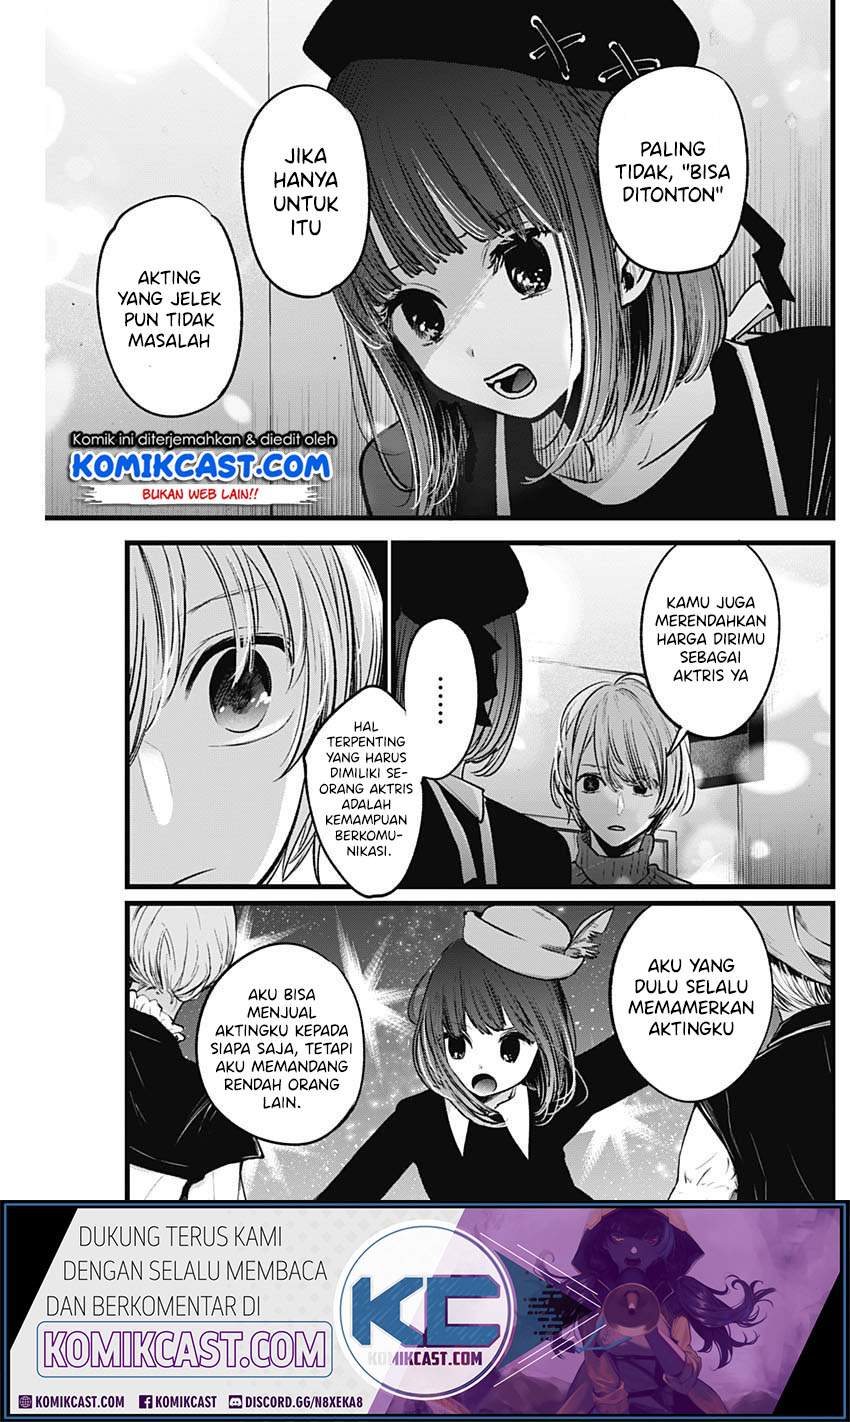 PALING
TIDAK, "BISA
DITONTON"
JIKA
HANYA
UNTUK
ITU
AKTING
YANG JELEK
PUN TIDAK
MASALAH
Komik ini diterjemahkan & diedit oleh
KOMIKCAST.COM
BUKAN WEB LAIN!!
KAMU JUGA
MERENDAHKAN
HARGA DIRIMU
SEBAGAI
AKTRIS YA
........
HAL
TERPENTING
YANG HARUS
DIMILIKI SE-
ORANG AKTRIS
ADALAH
KEMAMPUAN
BERKOMU-
NIKASI.
AKU YANG
DULU SELALU
MEMAMERKAN
AKTINGKU
AKU BISA
MENJUAL
AKTINGKU KEPADA
SIAPA SAJA, TETAPI
AKU MEMANDANG
RENDAH ORANG
LAIN.
DUKUNG TERUS KAMI
DENGAN SELALU MEMBACA
DAN BERKOMENTAR DI
KOMIKCAST.COM
KC
KOMIKCAST.COM
KOMIKCAST.COM KOMIKCAST DISCORD.GG/N8XEKA8